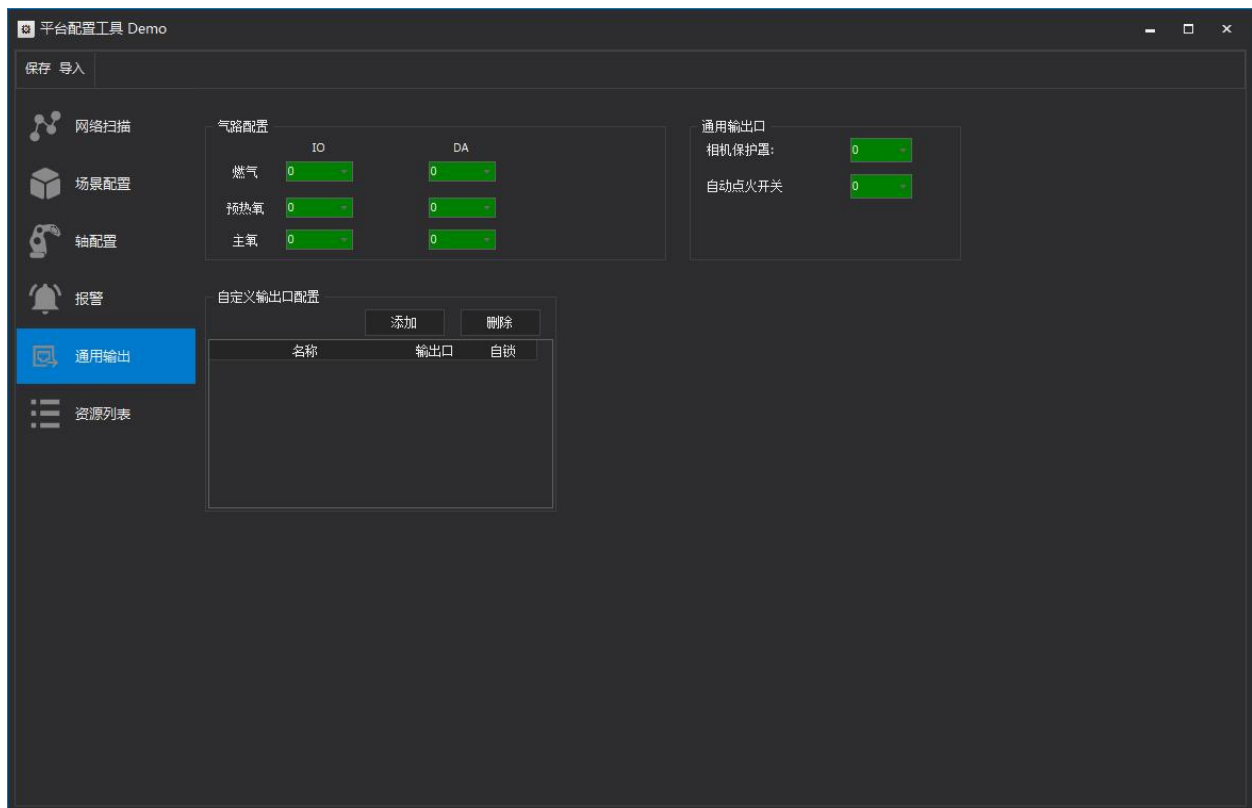 平台配置工具 Demo
保存 导入
网络扫描
场景配置
轴配置
报警
通用输出
资源列表
气路配置
IO DA
燃气 0 0
预热氧 0 0
主氧 0 0
通用输出口
相机保护罩: 0
自动点火开关 0
自定义输出口配置
添加 删除
名称 输出口 自锁